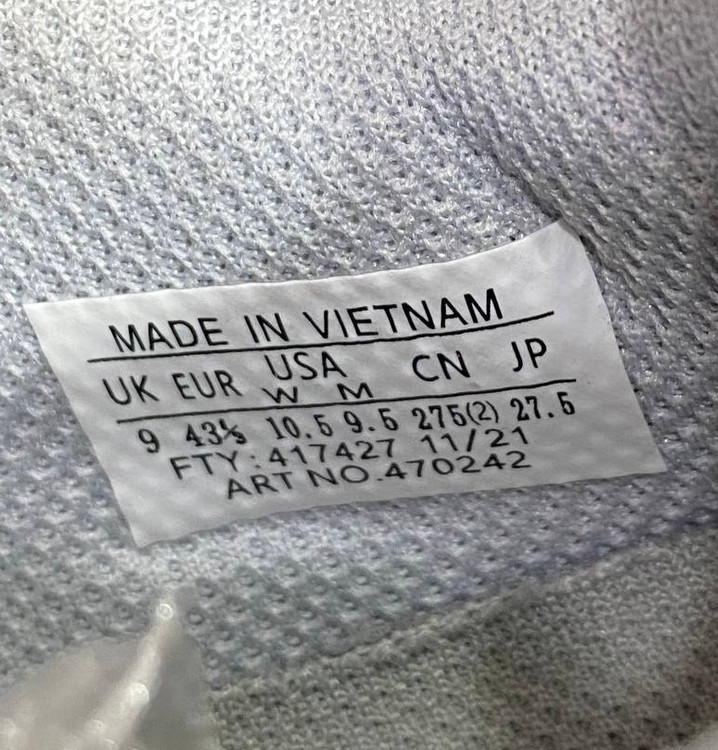 MADE IN VIETNAM
UK EUR USA CN JP
W M
9 43⅓ 10.5 9.5 275(2) 27.5
FTY:417427 11/21
ART NO.470242